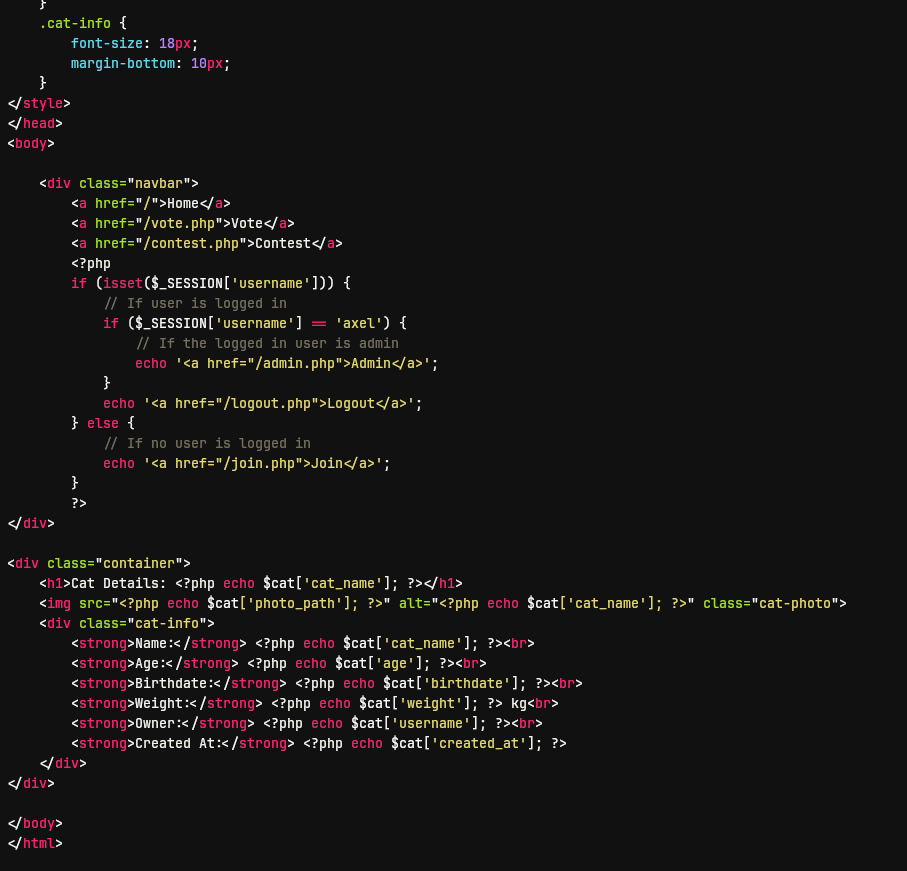 }
    .cat-info {
        font-size: 18px;
        margin-bottom: 10px;
    }
</style>
</head>
<body>

    <div class="navbar">
        <a href="/">Home</a>
        <a href="/vote.php">Vote</a>
        <a href="/contest.php">Contest</a>
        <?php
        if (isset($_SESSION['username'])) {
            // If user is logged in
            if ($_SESSION['username'] == 'axel') {
                // If the logged in user is admin
                echo '<a href="/admin.php">Admin</a>';
            }
            echo '<a href="/logout.php">Logout</a>';
        } else {
            // If no user is logged in
            echo '<a href="/join.php">Join</a>';
        }
        ?>
</div>

<div class="container">
    <h1>Cat Details: <?php echo $cat['cat_name']; ?></h1>
    <img src="<?php echo $cat['photo_path']; ?>" alt="<?php echo $cat['cat_name']; ?>" class="cat-photo">
    <div class="cat-info">
        <strong>Name:</strong> <?php echo $cat['cat_name']; ?><br>
        <strong>Age:</strong> <?php echo $cat['age']; ?><br>
        <strong>Birthdate:</strong> <?php echo $cat['birthdate']; ?><br>
        <strong>Weight:</strong> <?php echo $cat['weight']; ?> kg<br>
        <strong>Owner:</strong> <?php echo $cat['username']; ?><br>
        <strong>Created At:</strong> <?php echo $cat['created_at']; ?>
    </div>
</div>

</body>
</html>